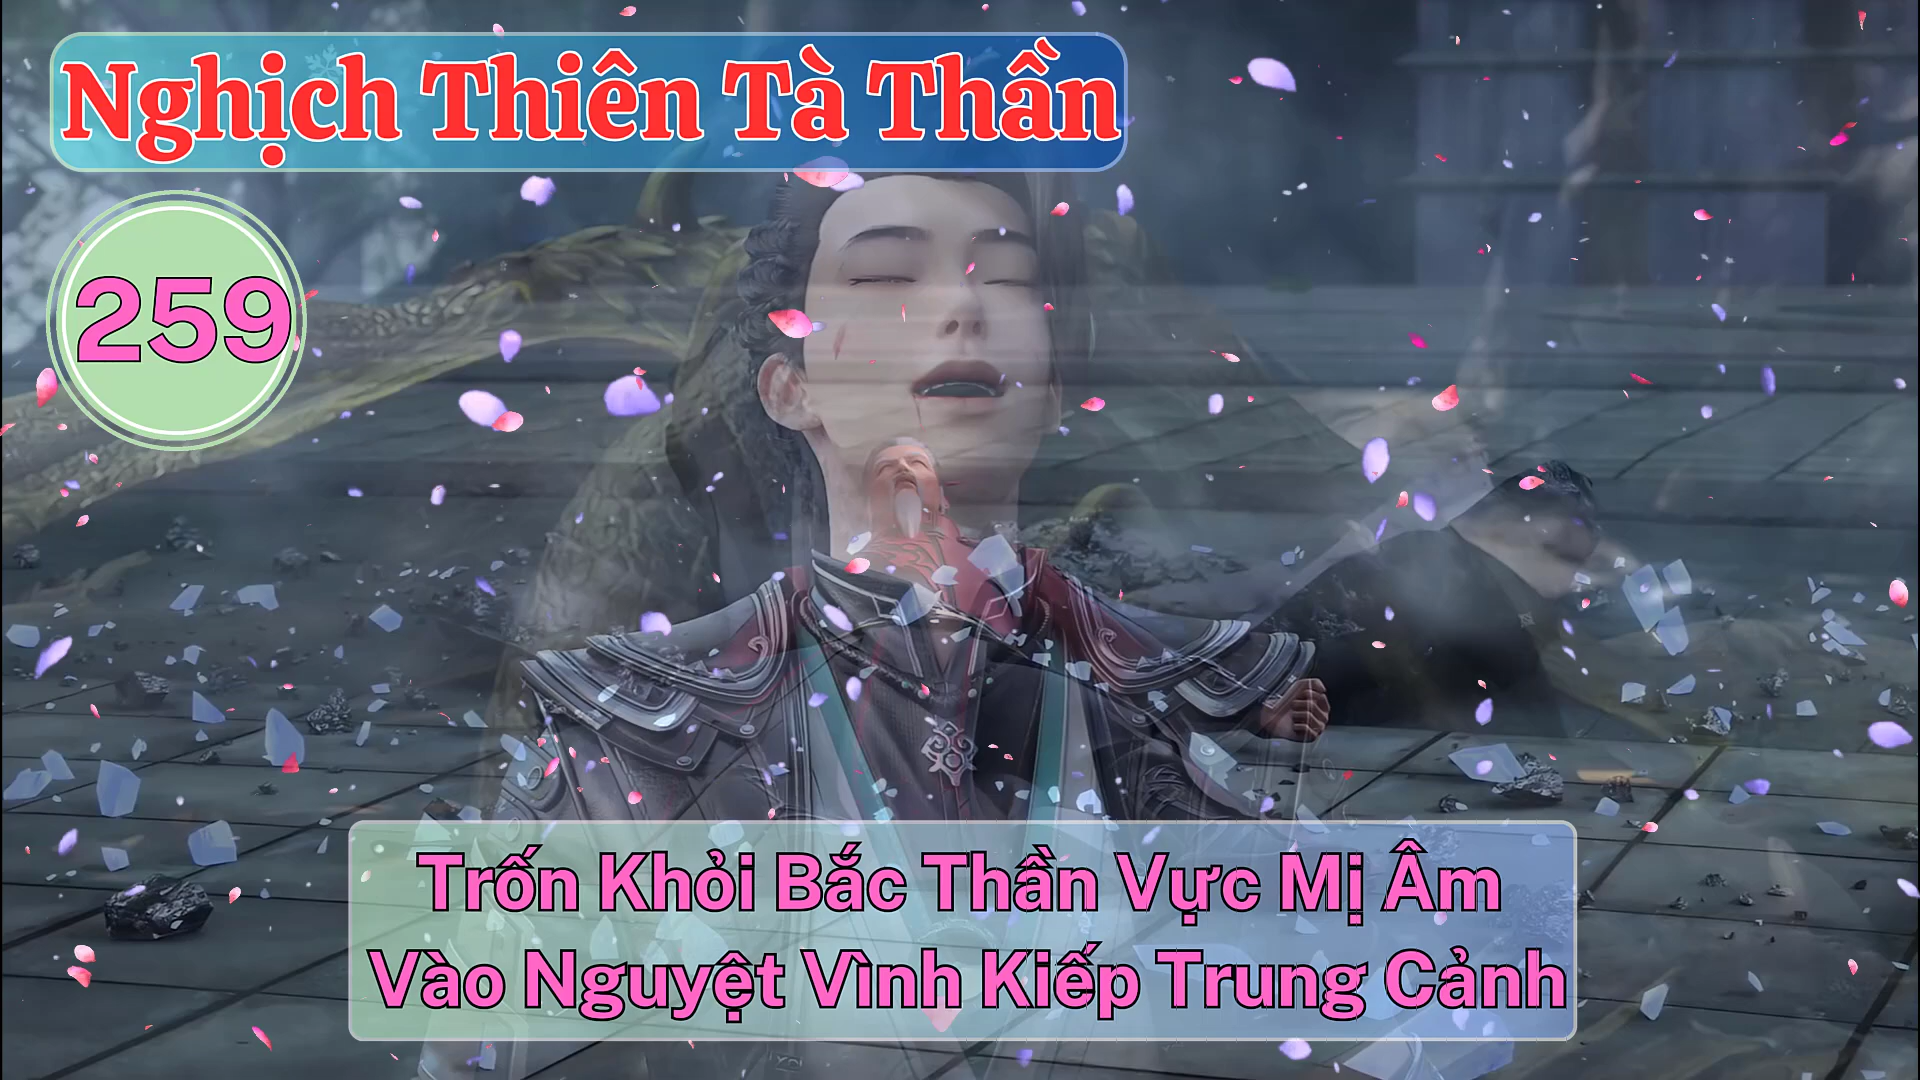 Nghịch Thiên Tà Thần
259
Trốn Khỏi Bắc Thần Vực Mị Âm
Vào Nguyệt Vình Kiếp Trung Cảnh